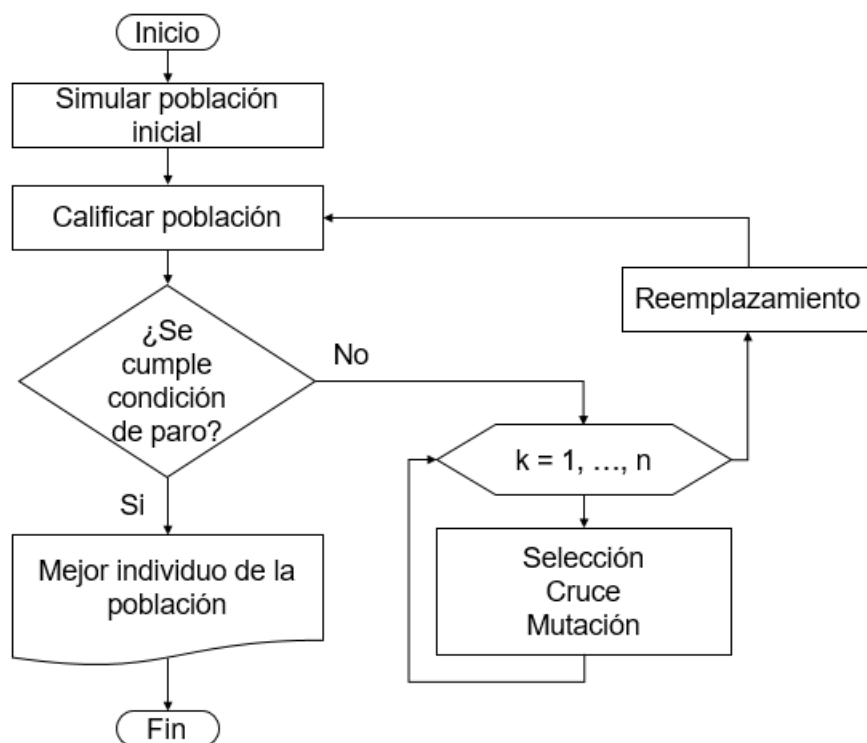 Inicio
Simular población
inicial
Calificar población
¿Se
cumple
condición
de paro?
No
Si
Mejor individuo de la
población
Fin
k = 1, ..., n
Selección
Cruce
Mutación
Reemplazamiento